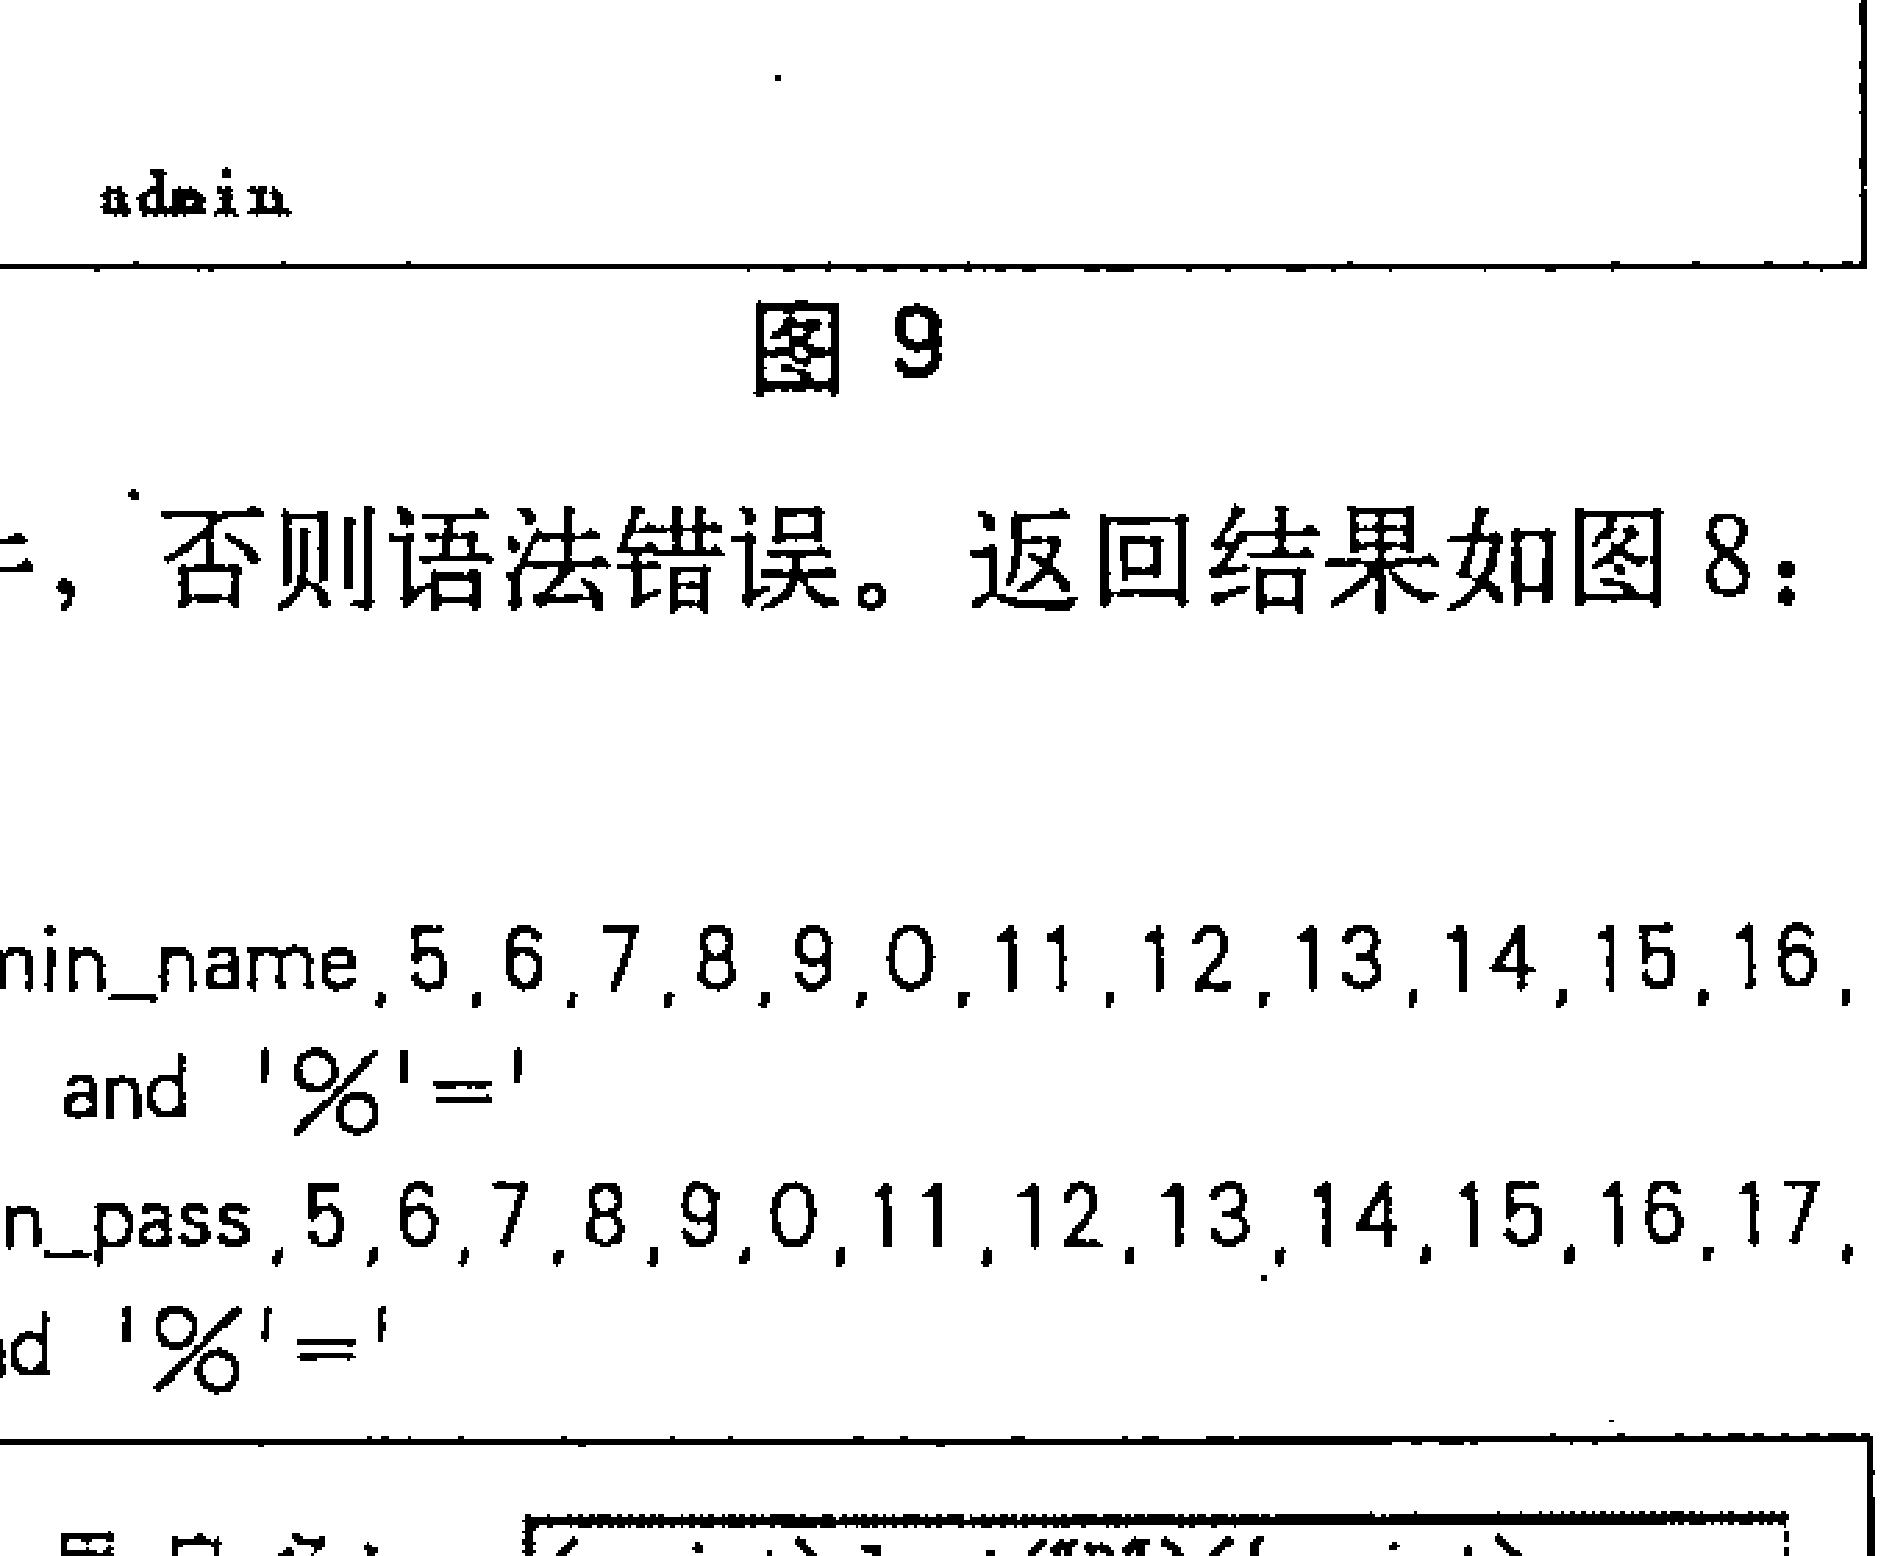 admin
图 9
，否则语法错误。返回结果如图8：
min_name,5,6,7,8,9,0,11,12,13,14,15,16,
and '%'='
n_pass,5,6,7,8,9,0,11,12,13,14,15,16,17,
d '%'='